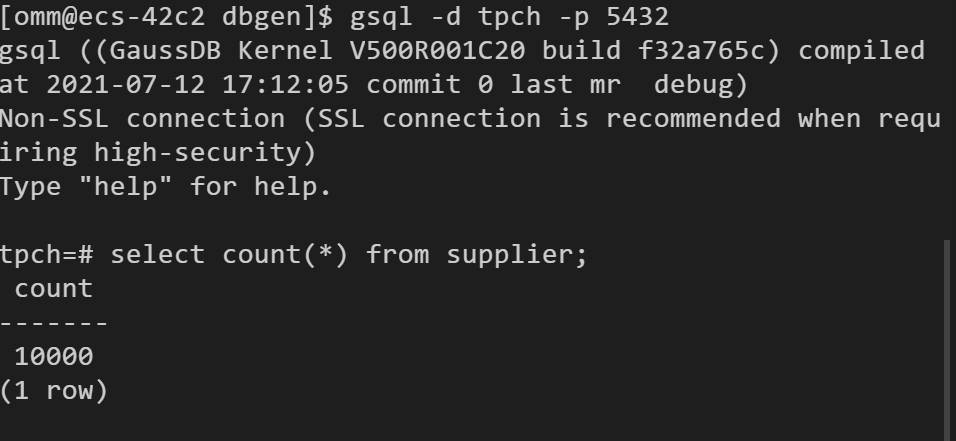 [omm@ecs-42c2 dbgen]$ gsql -d tpch -p 5432
gsql ((GaussDB Kernel V500R001C20 build f32a765c) compiled
at 2021-07-12 17:12:05 commit 0 last mr  debug)
Non-SSL connection (SSL connection is recommended when requ
iring high-security)
Type "help" for help.

tpch=# select count(*) from supplier;
 count
-------
 10000
(1 row)